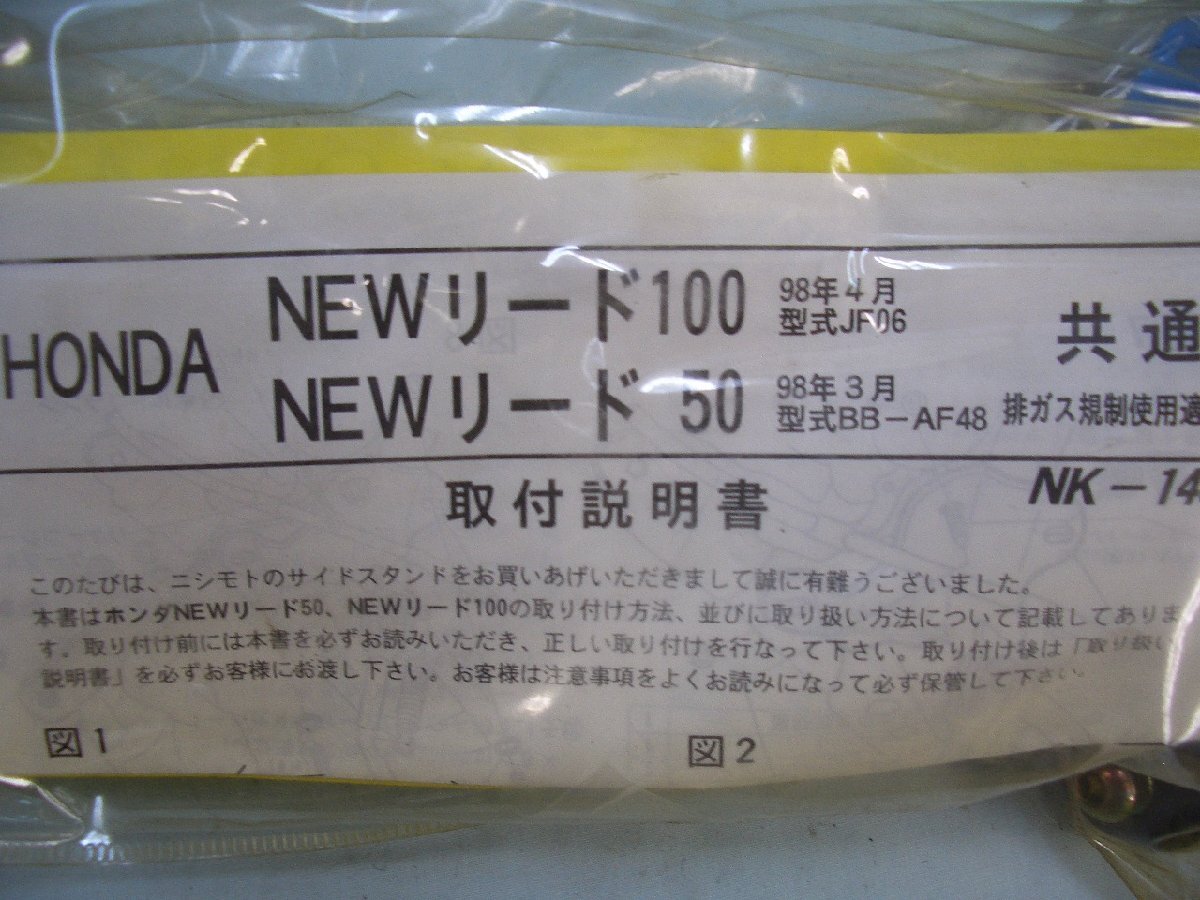 HONDA
NEWリード100 98年4月
型式JF06
NEWリード 50 98年3月
型式BB-AF48
共通
排ガス規制使用適
取付説明書
NK-14
このたびは、ニシモトのサイドスタンドをお買いあげいただきまして誠に有難うございました。
本書はホンダNEWリード50、NEWリード100の取り付け方法、並びに取り扱い方法について記載してありま
す。取り付け前には本書を必ずお読みいただき、正しい取り付けを行なって下さい。取り付け後は「取り扱い
説明書」を必ずお客様にお渡し下さい。お客様は注意事項をよくお読みになって必ず保管して下さい。
図1
図2